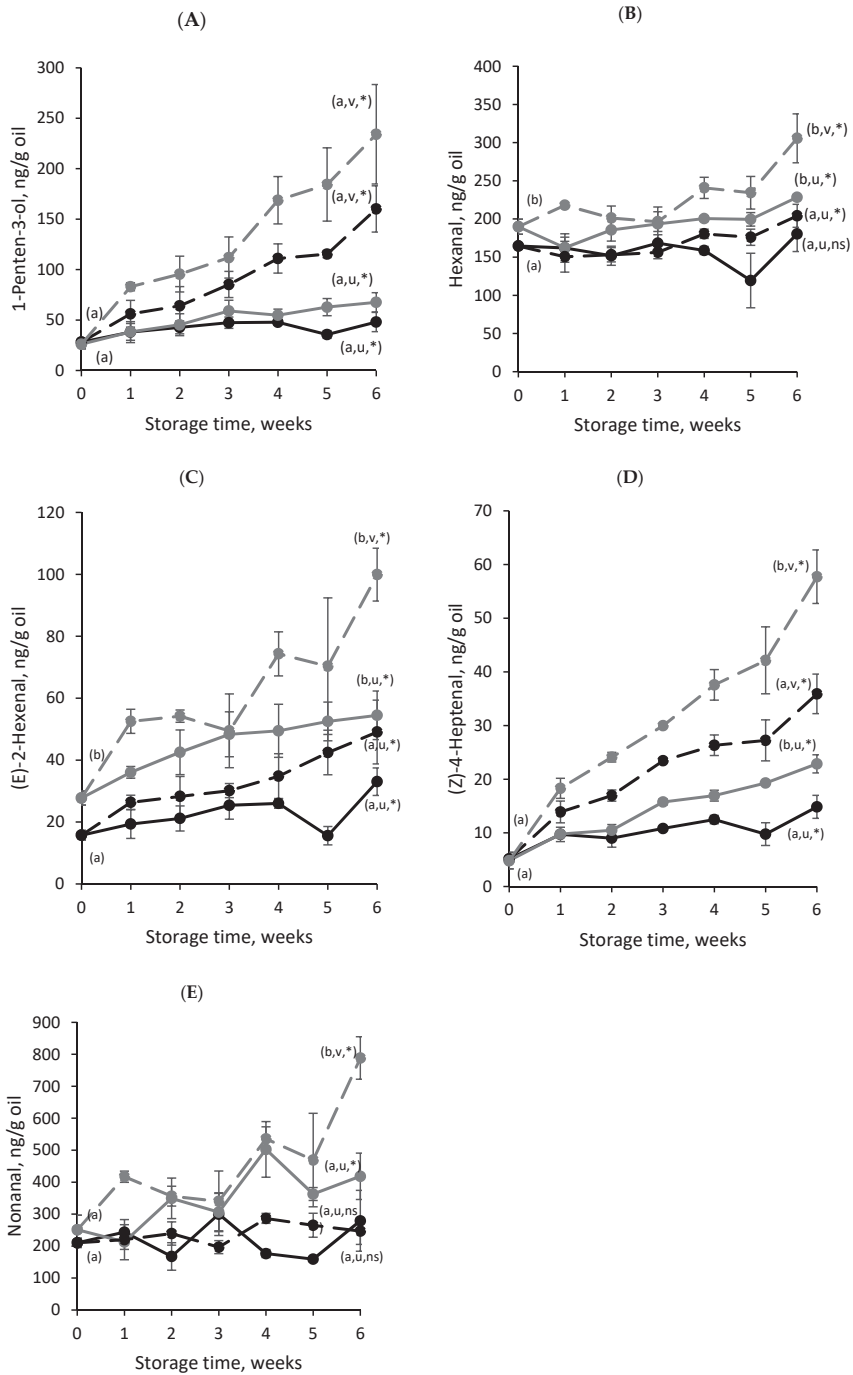 (A)
300
250
200
150
100
50
0
1-Penten-3-ol, ng/g oil
(a,v,*)
(a,v,*)
(a,u,*)
(a,u,*)
(a)
(a)
0 1 2 3 4 5 6
Storage time, weeks
(B)
400
350
300
250
200
150
100
50
0
Hexanal, ng/g oil
(b,v,*)
(b,u,*)
(a,u,*)
(a,u,ns)
(b)
(a)
0 1 2 3 4 5 6
Storage time, weeks
(C)
120
100
80
60
40
20
0
(E)-2-Hexenal, ng/g oil
(b,v,*)
(b,u,*)
(a,u,*)
(a,u,*)
(b)
(a)
0 1 2 3 4 5 6
Storage time, weeks
(D)
70
60
50
40
30
20
10
0
(Z)-4-Heptenal, ng/g oil
(b,v,*)
(a,v,*)
(b,u,*)
(a,u,*)
(a)
(a)
0 1 2 3 4 5 6
Storage time, weeks
(E)
900
800
700
600
500
400
300
200
100
0
Nonanal, ng/g oil
(b,v,*)
(a,u,*)
(a,u,ns
)
(a,u,ns)
(a)
(a)
0 1 2 3 4 5 6
Storage time, weeks